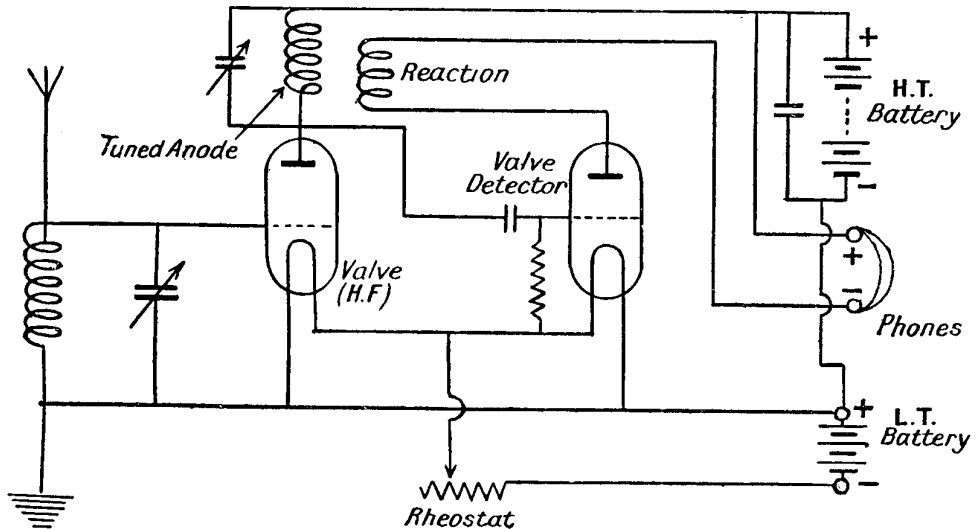 Reaction
+
H.T.
Battery
Tuned Anode
Valve
Detector
−
Valve
(H.F)
+
−
Phones
+
L.T.
Battery
−
Rheostat